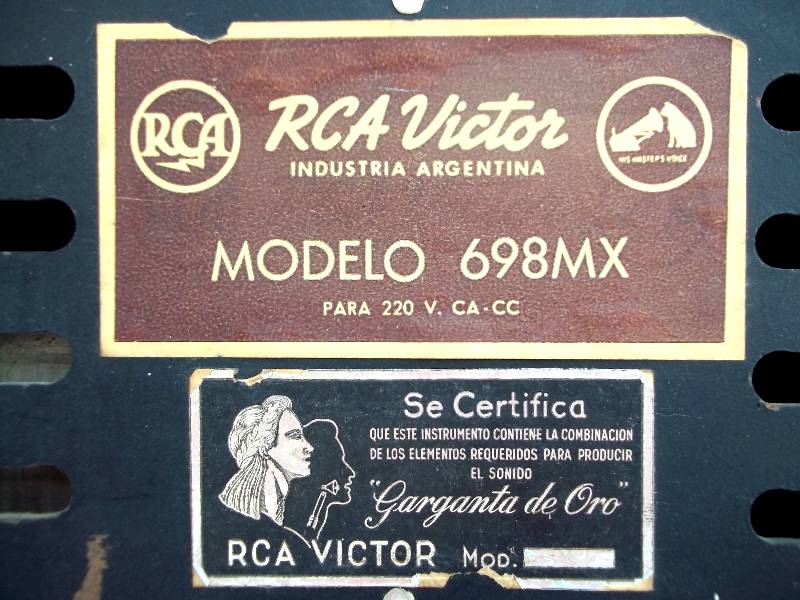 RCA
RCA Victor
HIS MASTER'S VOICE
INDUSTRIA ARGENTINA
MODELO 698MX
PARA 220 V. CA-CC
Se Certifica
QUE ESTE INSTRUMENTO CONTIENE LA COMBINACION
DE LOS ELEMENTOS REQUERIDOS PARA PRODUCIR
EL SONIDO
"Garganta de Oro"
RCA VICTOR MOD.